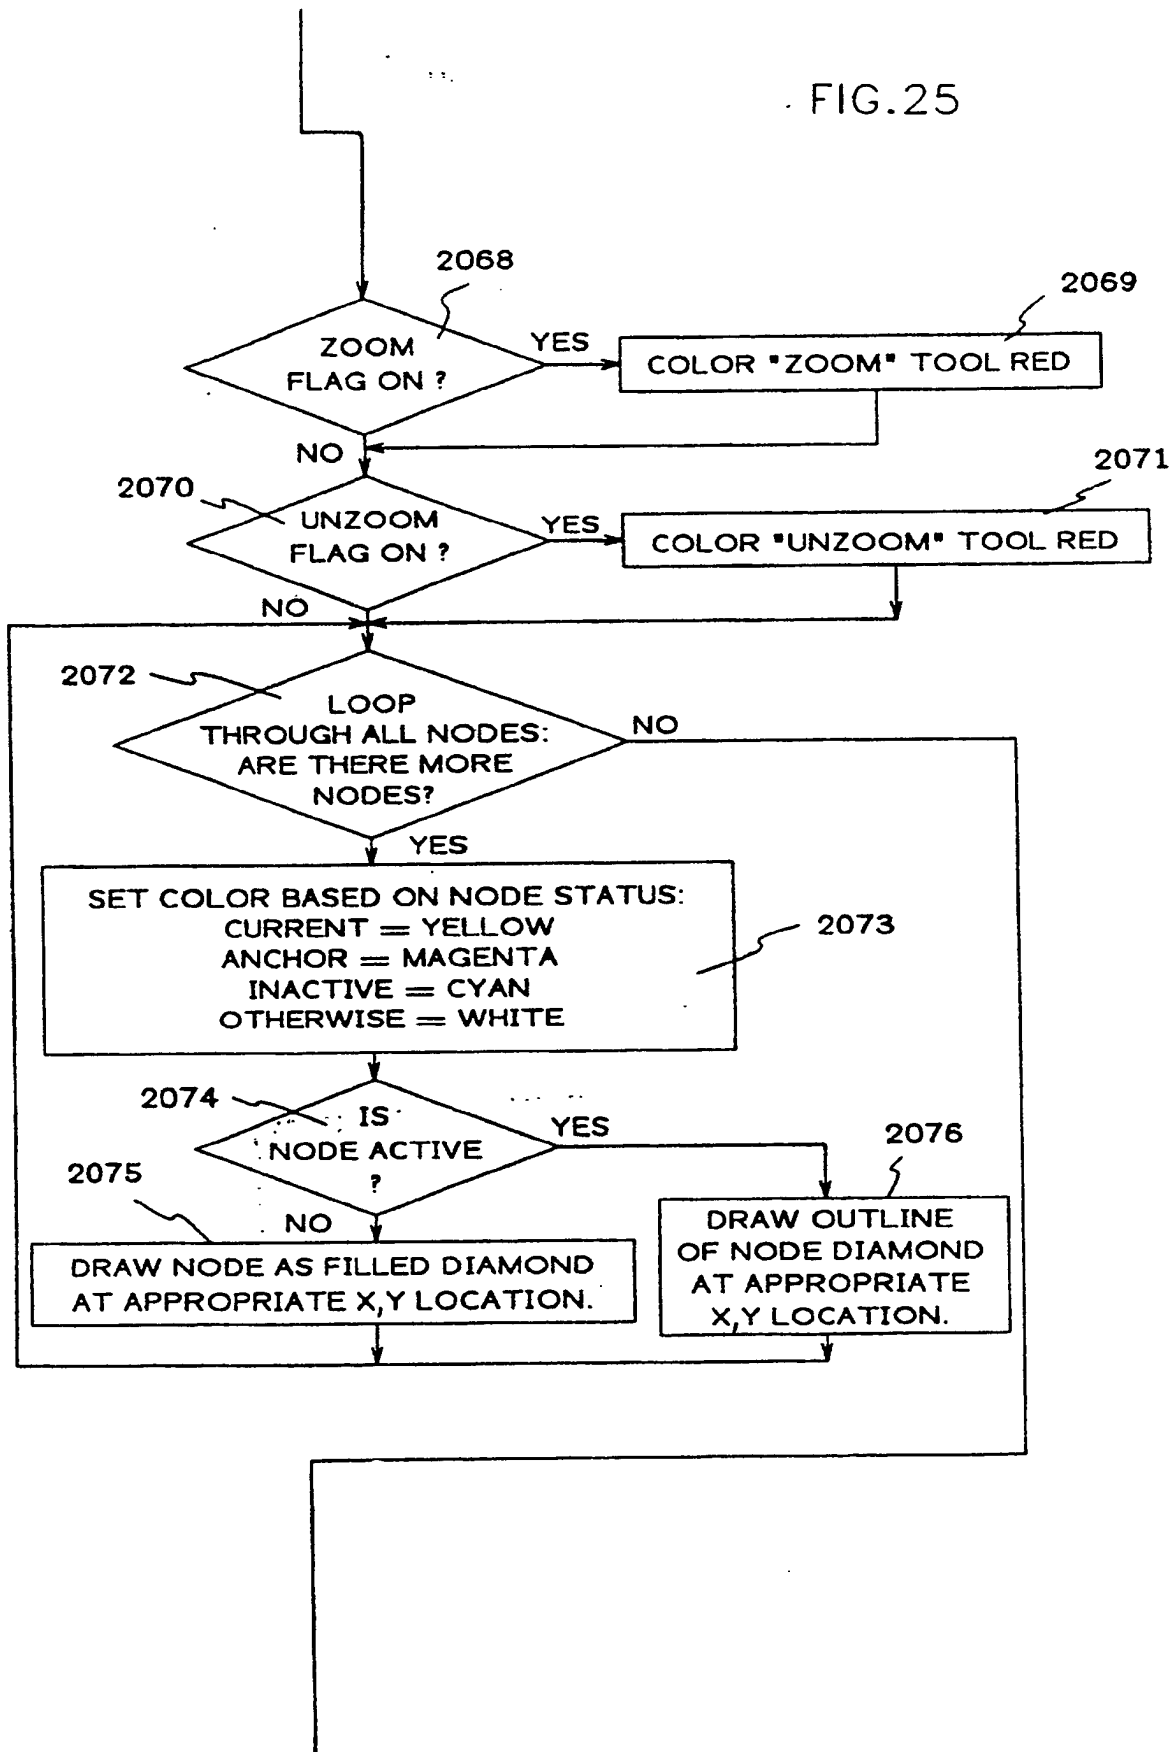 FIG.25
2068
2069
ZOOM
FLAG ON ?
YES
COLOR "ZOOM" TOOL RED
NO
2070
2071
UNZOOM
FLAG ON ?
YES
COLOR "UNZOOM" TOOL RED
NO
2072
LOOP
THROUGH ALL NODES:
ARE THERE MORE
NODES?
NO
YES
SET COLOR BASED ON NODE STATUS:
CURRENT = YELLOW
ANCHOR = MAGENTA
INACTIVE = CYAN
OTHERWISE = WHITE
2073
2074
IS
NODE ACTIVE
?
YES
2076
2075
NO
DRAW NODE AS FILLED DIAMOND
AT APPROPRIATE X,Y LOCATION.
DRAW OUTLINE
OF NODE DIAMOND
AT APPROPRIATE
X,Y LOCATION.